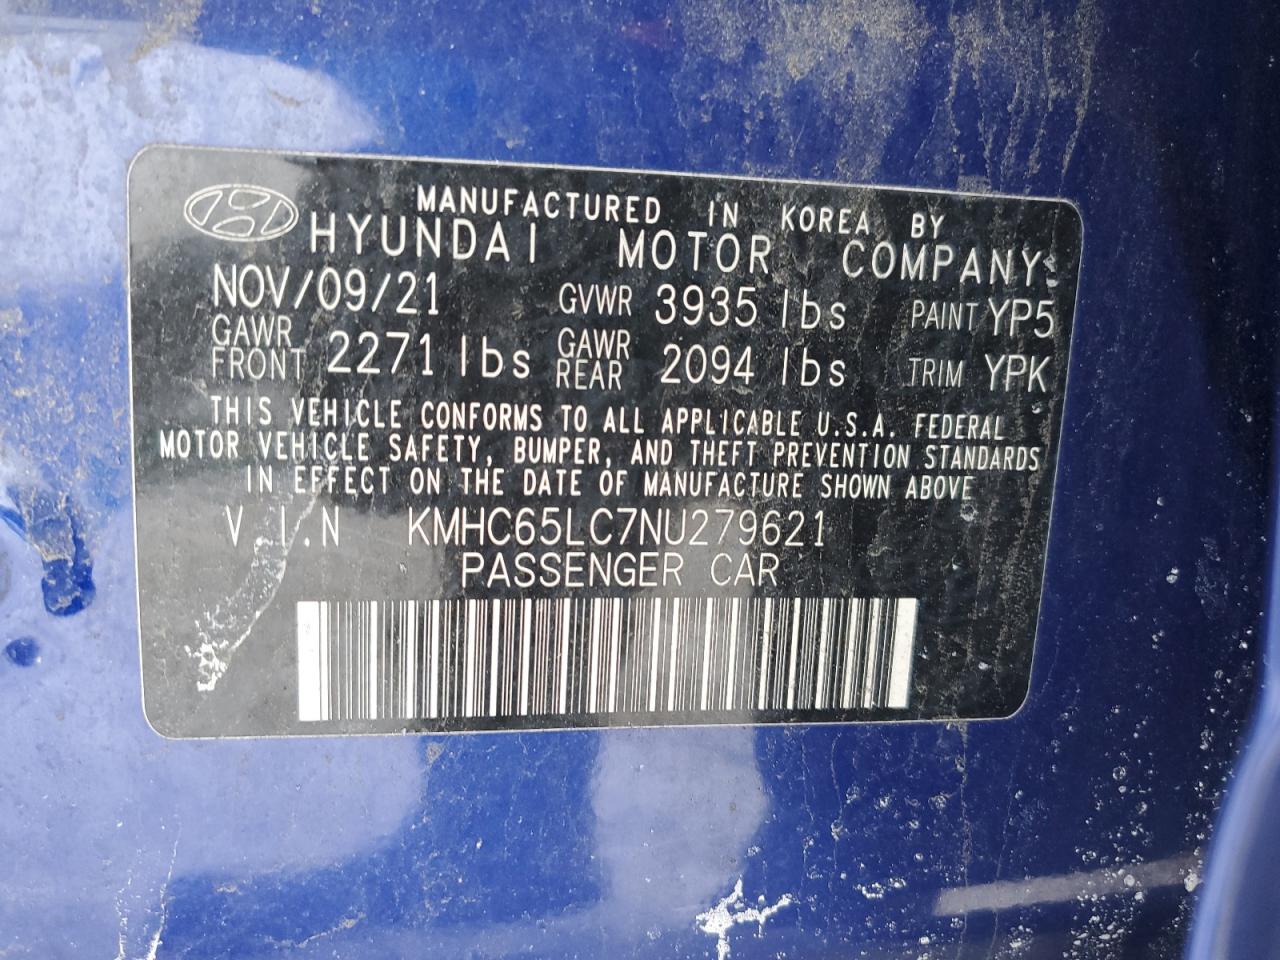 MANUFACTURED IN KOREA BY
HYUNDAI MOTOR COMPANY
NOV/09/21 GVWR 3935 lbs PAINT YP5
GAWR FRONT 2271 lbs GAWR REAR 2094 lbs TRIM YPK
THIS VEHICLE CONFORMS TO ALL APPLICABLE U.S.A. FEDERAL
MOTOR VEHICLE SAFETY, BUMPER, AND THEFT PREVENTION STANDARDS
IN EFFECT ON THE DATE OF MANUFACTURE SHOWN ABOVE
V.I.N KMHC65LC7NU279621
PASSENGER CAR